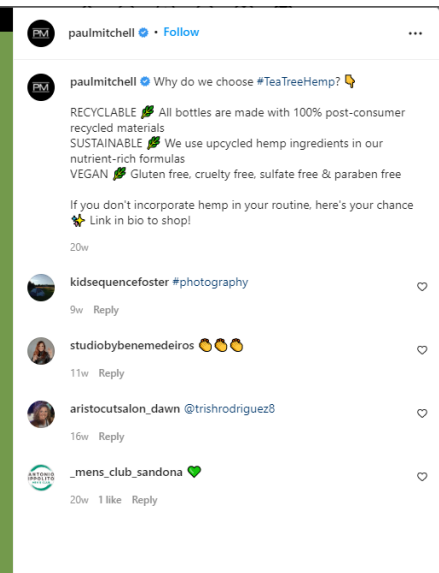 PM
paulmitchell • Follow
PM
paulmitchell Why do we choose #TeaTreeHemp? 👇
RECYCLABLE 🌿 All bottles are made with 100% post-consumer
recycled materials
SUSTAINABLE 🌿 We use upcycled hemp ingredients in our
nutrient-rich formulas
VEGAN 🌿 Gluten free, cruelty free, sulfate free & paraben free
If you don't incorporate hemp in your routine, here's your chance
✨ Link in bio to shop!
20w
kidsequencefoster #photography
9w Reply
studiobybenemedeiros 👏👏👏
11w Reply
aristocutsalon_dawn @trishrodriguez8
16w Reply
ANTONIO
IPPOLITO
_mens_club_sandona 💚
20w 1 like Reply